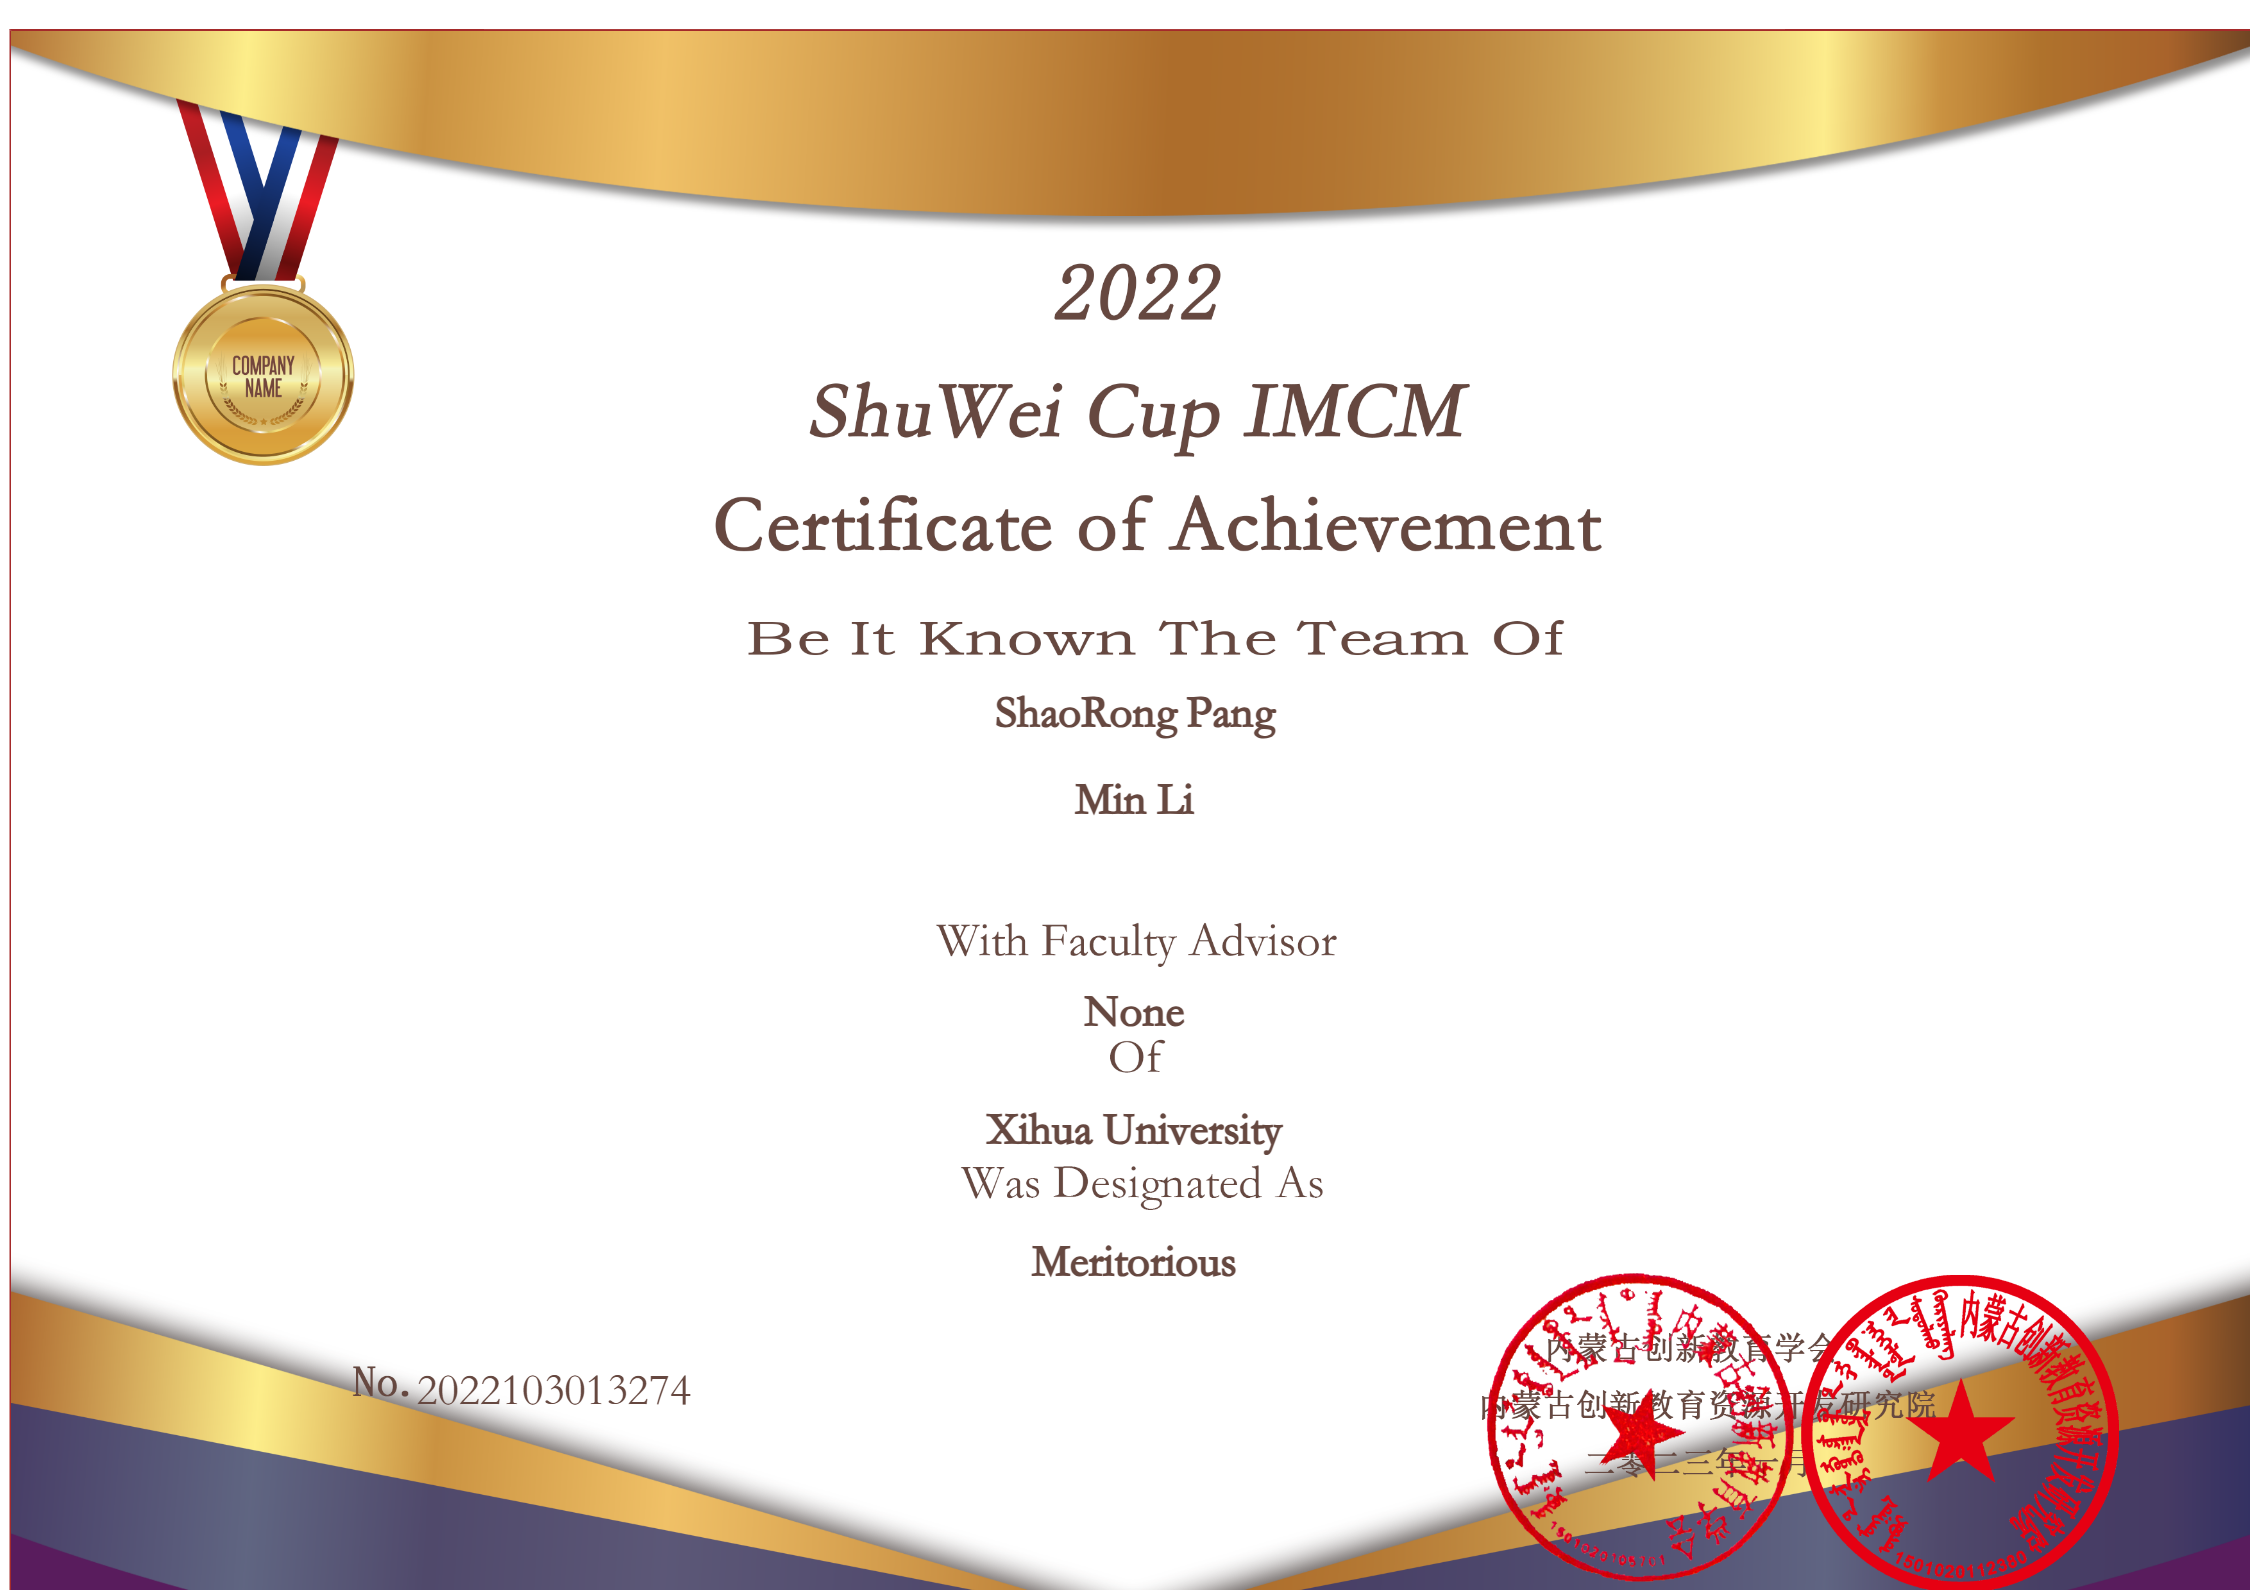 COMPANY
NAME
2022
ShuWei Cup IMCM
Certificate of Achievement
Be It Known The Team Of
ShaoRong Pang
Min Li
With Faculty Advisor
None
Of
Xihua University
Was Designated As
Meritorious
No.2022103013274
内蒙古创新教育学会
内蒙古创新教育资源开发研究院
二零二三年一月
内蒙古创新教育学会
内蒙古创新教育资源开发研究院